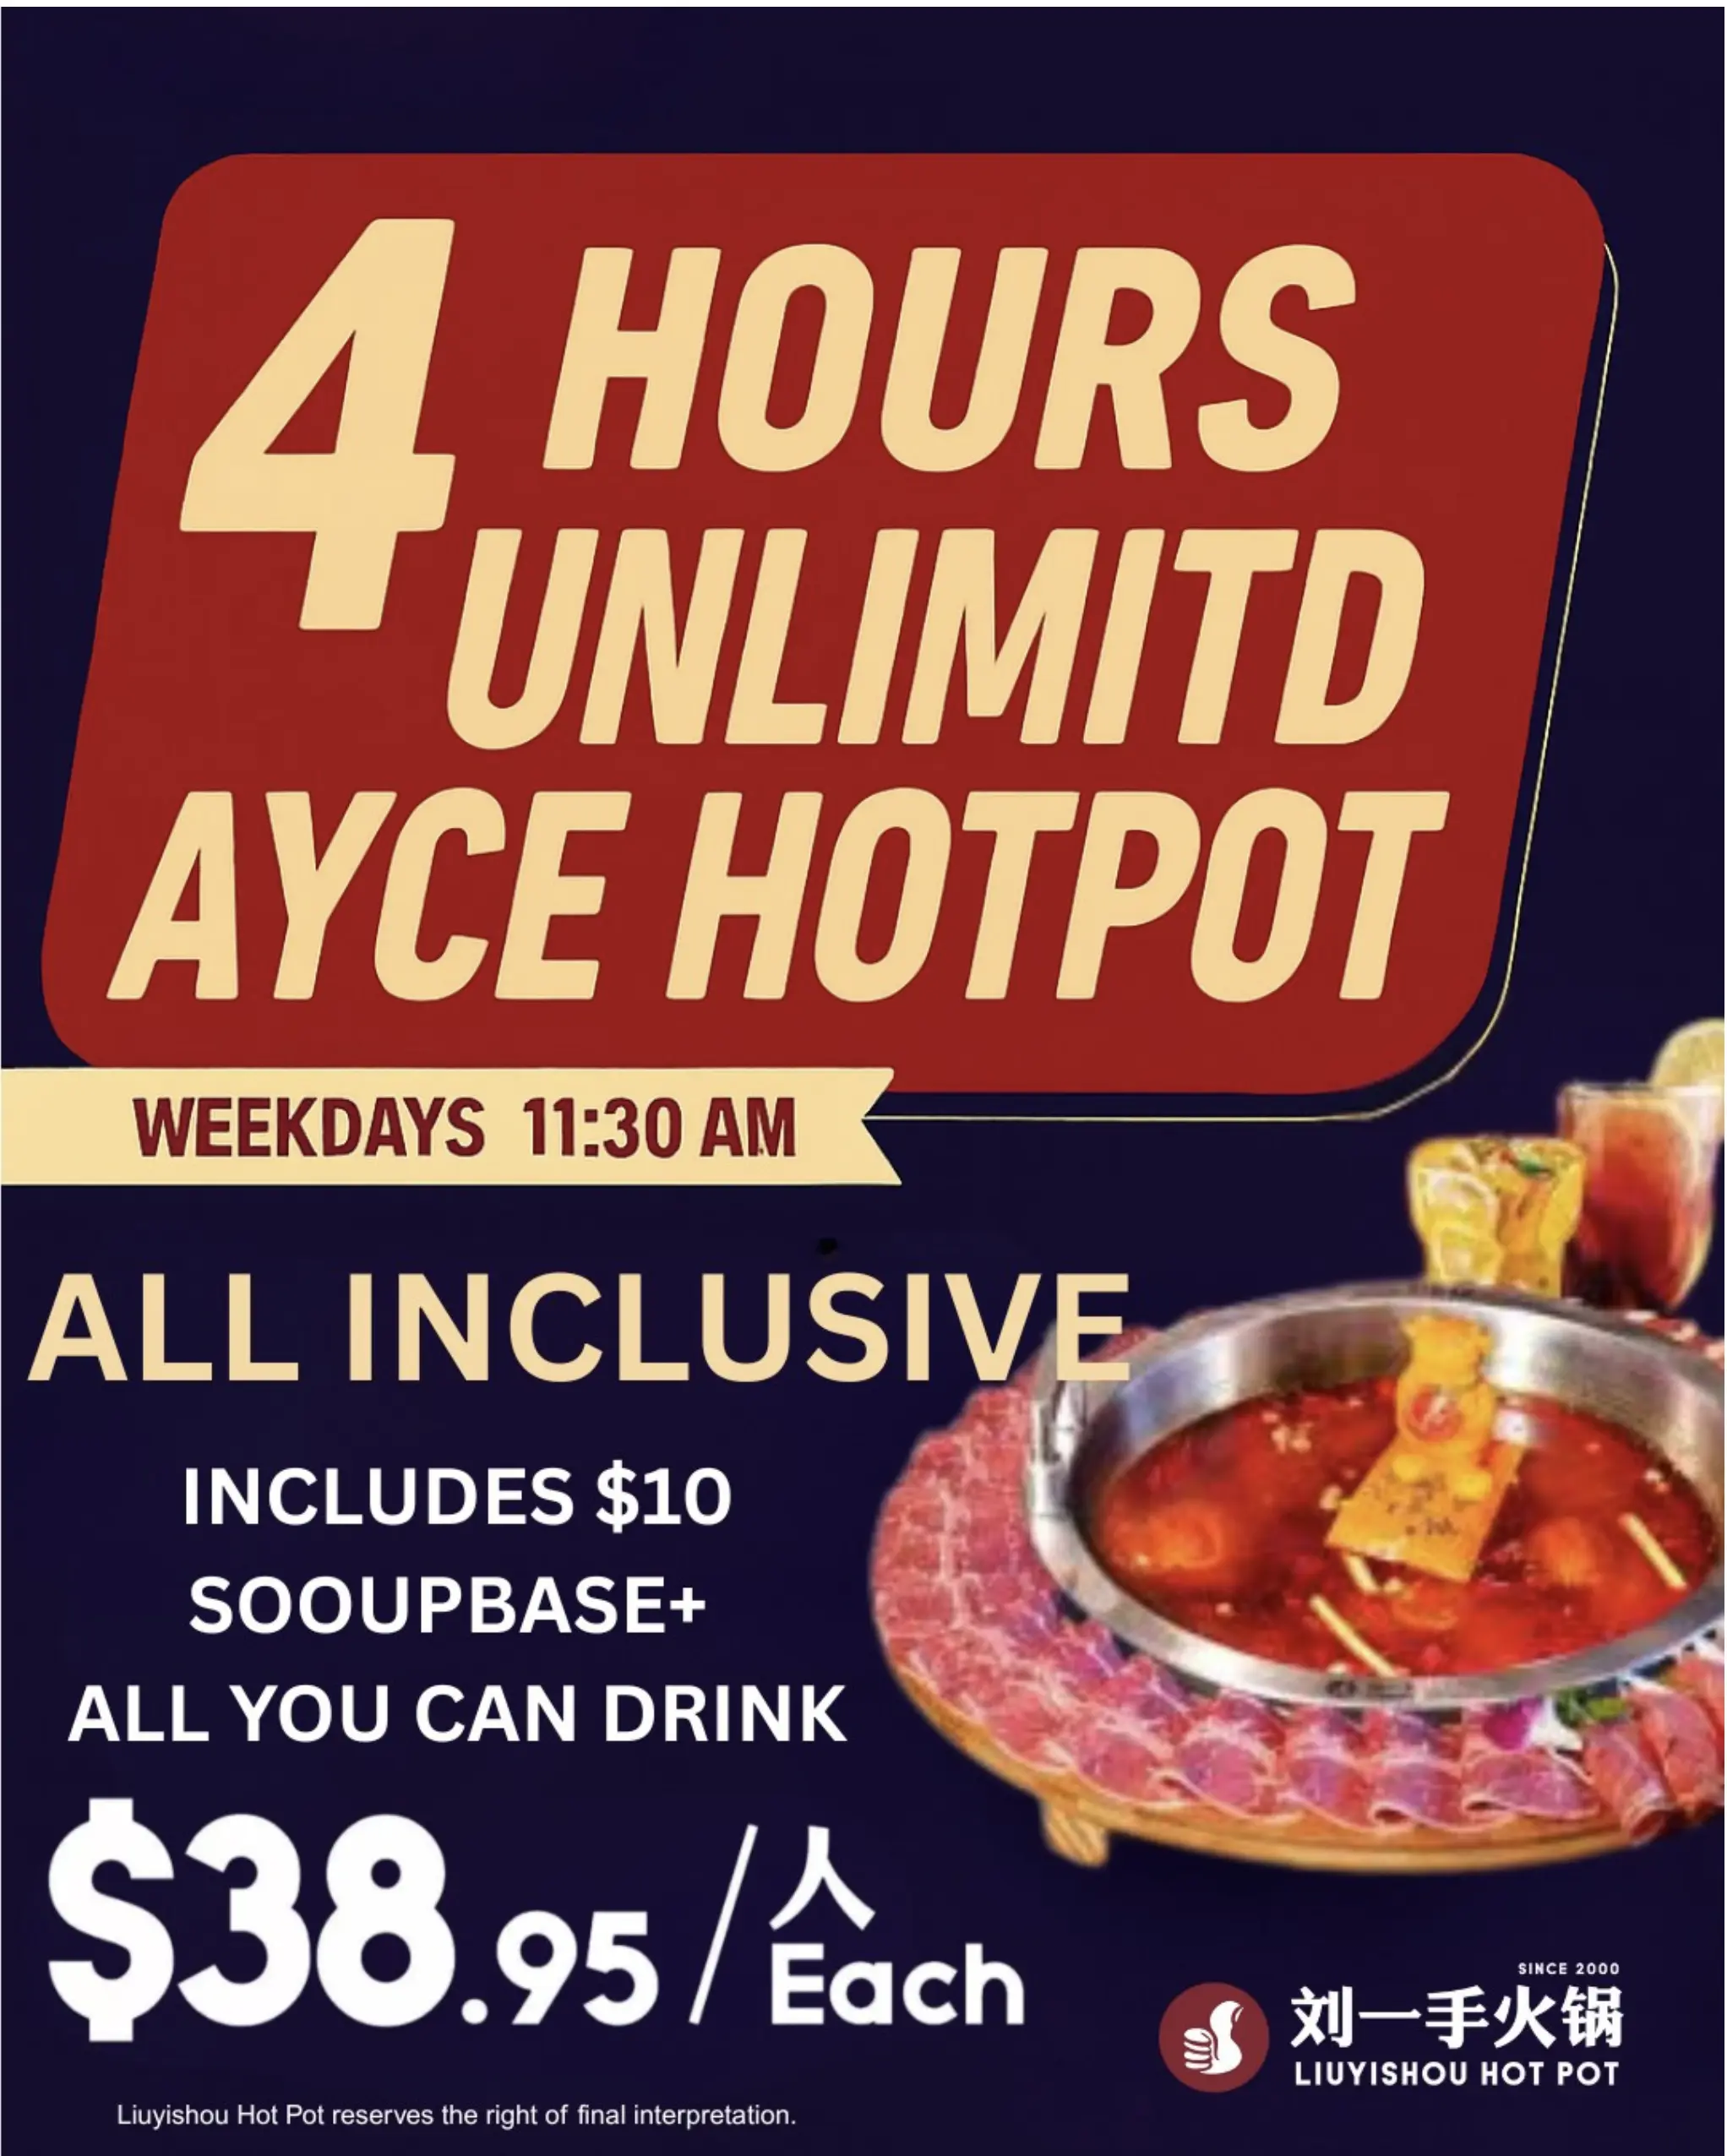 4 HOURS
UNLIMITD
AYCE HOTPOT
WEEKDAYS 11:30 AM
ALL INCLUSIVE
INCLUDES $10
SOOUPBASE+
ALL YOU CAN DRINK
$38.95/人
Each
SINCE 2000
刘一手火锅
LIUYISHOU HOT POT
Liuyishou Hot Pot reserves the right of final interpretation.